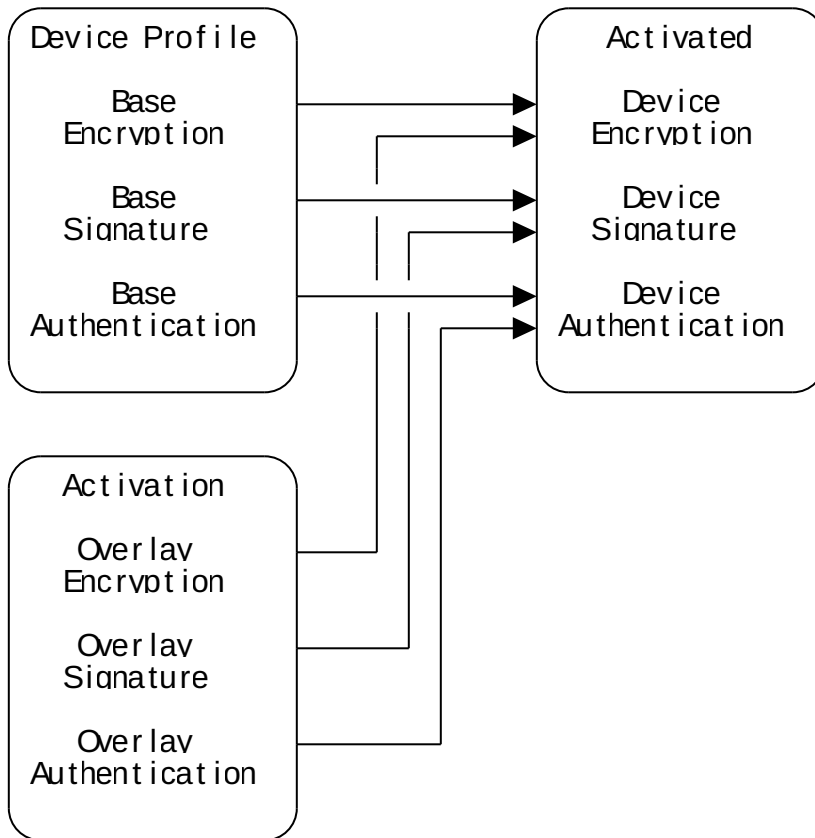 Device Profile
Base
Encryption
Base
Signature
Base
Authentication
Activated
Device
Encryption
Device
Signature
Device
Authentication
Activation
Overlay
Encryption
Overlay
Signature
Overlay
Authentication